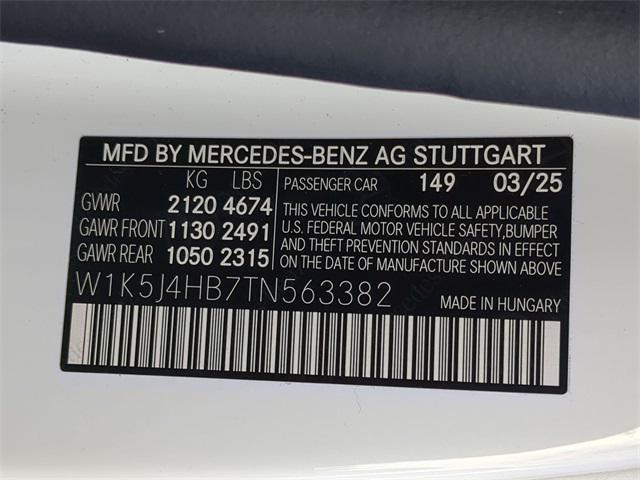 MFD BY MERCEDES-BENZ AG STUTTGART
KG LBS PASSENGER CAR 149 03/25
GVWR 2120 4674
GAWR FRONT 1130 2491
GAWR REAR 1050 2315
THIS VEHICLE CONFORMS TO ALL APPLICABLE
U.S. FEDERAL MOTOR VEHICLE SAFETY, BUMPER
AND THEFT PREVENTION STANDARDS IN EFFECT
ON THE DATE OF MANUFACTURE SHOWN ABOVE.
W1K5J4HB7TN563382 MADE IN HUNGARY